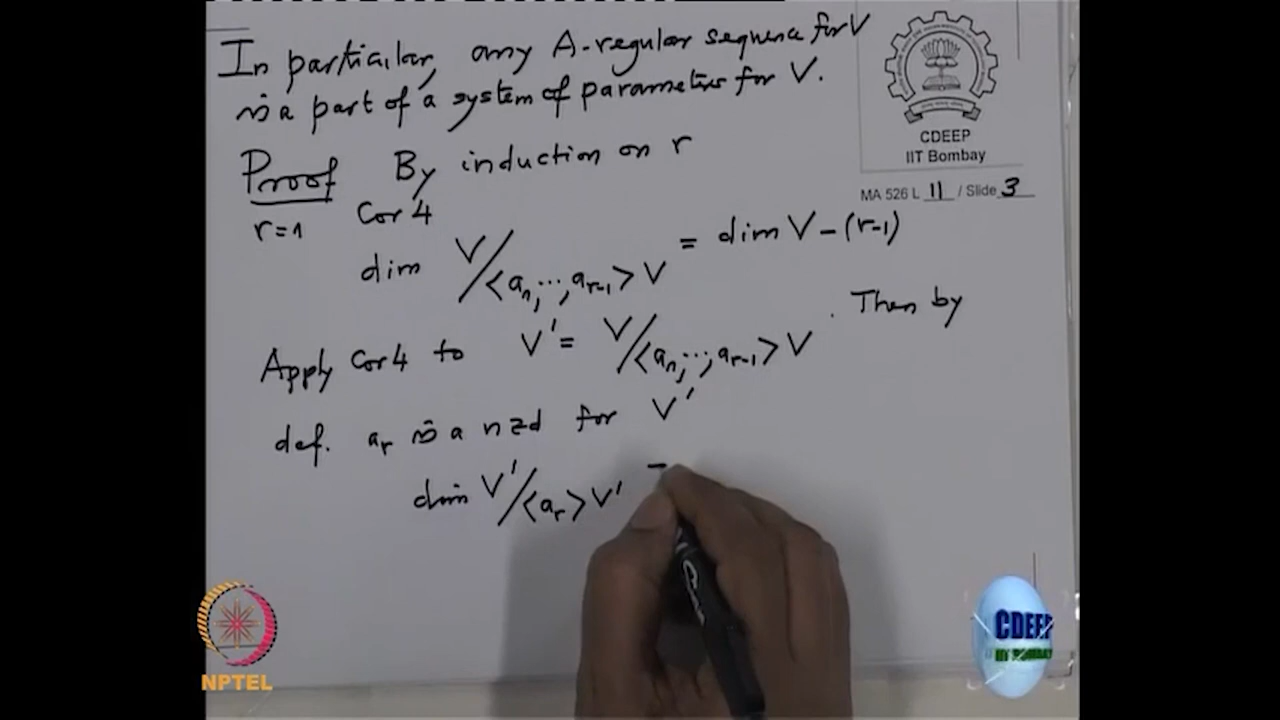 In particular, any A-regular sequence for V
is a part of a system of parameters for V.
Proof By induction on r
r=1 Cor 4
dim V/<a₁,...,aᵣ₋₁>V = dim V-(r-1)
Apply Cor 4 to V' = V/<a₁,...,aᵣ₋₁>V. Then by
def. aᵣ is a nzd for V'
dim V'/<aᵣ>V'
CDEEP
IIT Bombay
MA 526 L 11 / Slide 3
NPTEL
CDEEP
IIT BOMBAY